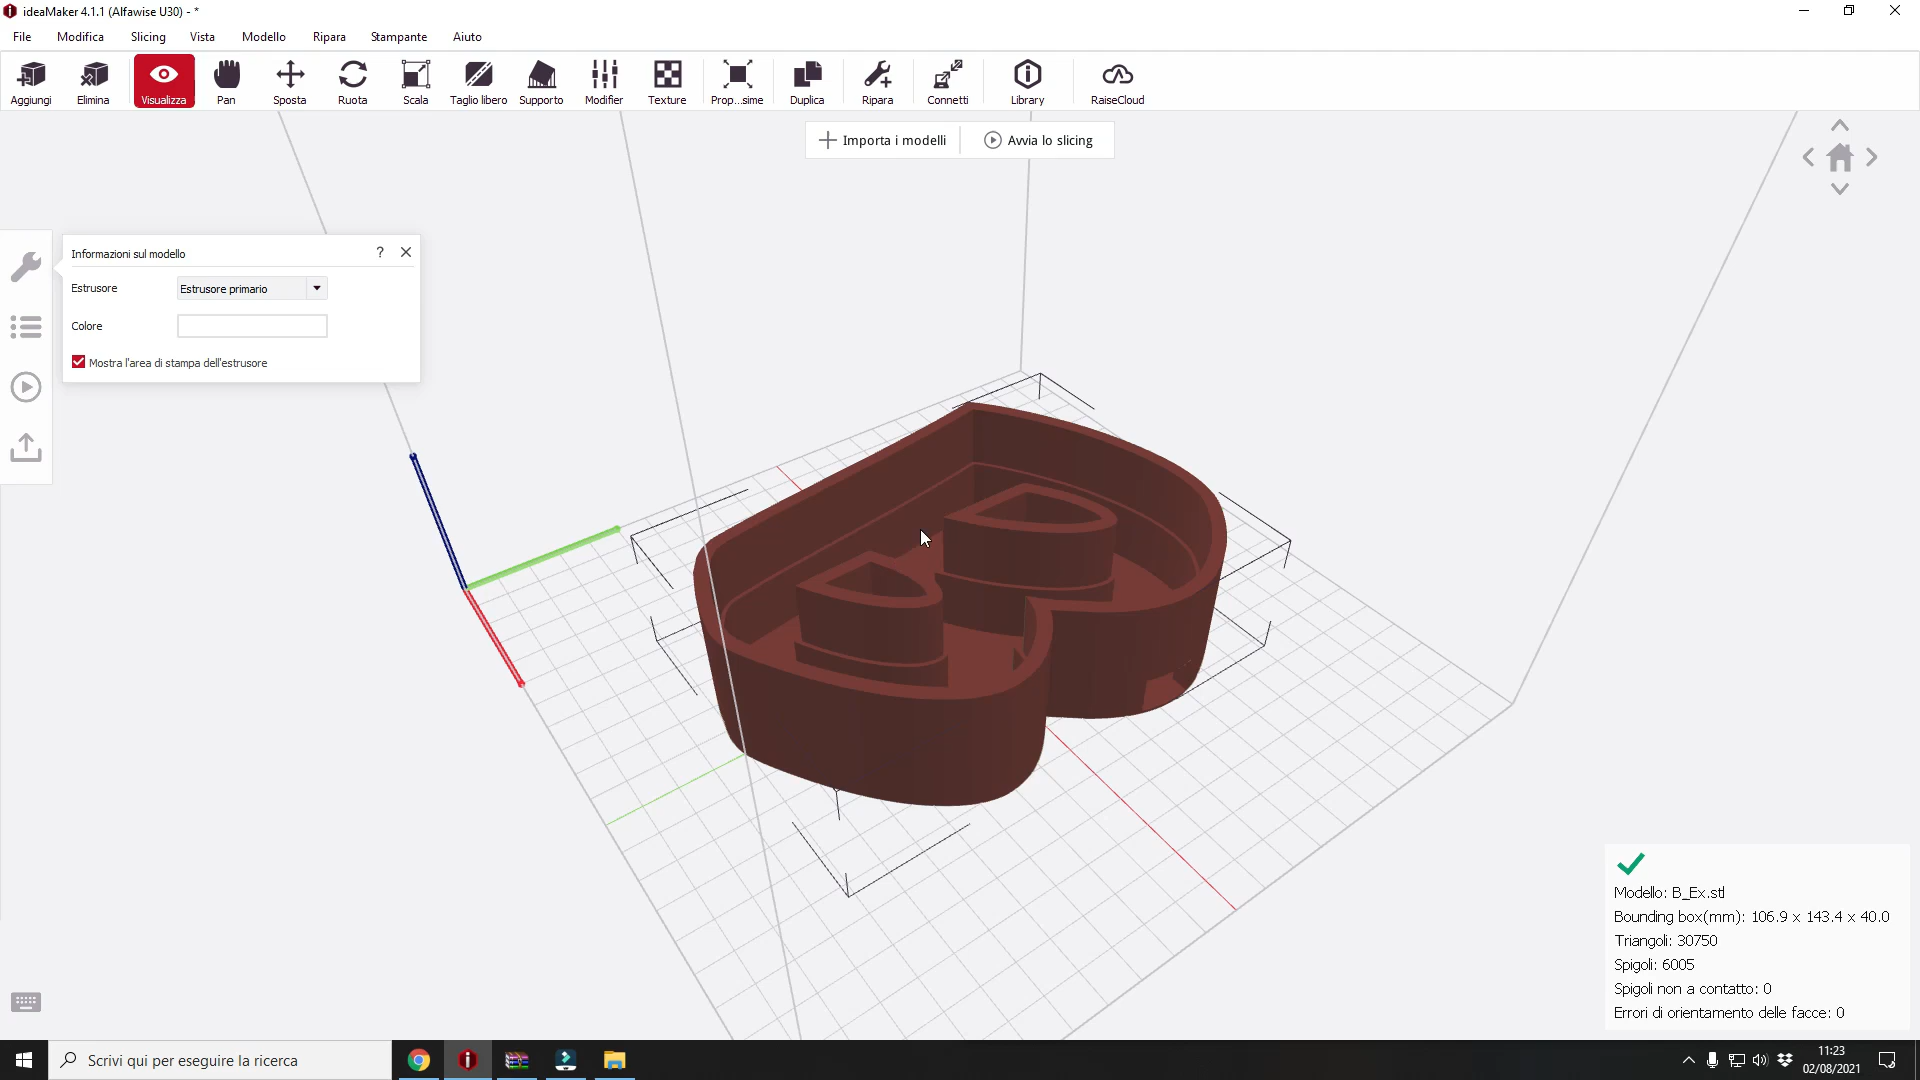 ideaMaker 4.1.1 (Alfawise U30) - *
File Modifica Slicing Vista Modello Ripara Stampante Aiuto
Aggiungi Elimina Visualizza Pan Sposta Ruota Scala Taglio libero Supporto Modifier Texture Prop...sime Duplica Ripara Connetti Library RaiseCloud
Importa i modelli Avvia lo slicing
Informazioni sul modello ?
Estrusore Estrusore primario
Colore
Mostra l'area di stampa dell'estrusore
Modello: B_Ex.stl
Bounding box(mm): 106.9 x 143.4 x 40.0
Triangoli: 30750
Spigoli: 6005
Spigoli non a contatto: 0
Errori di orientamento delle facce: 0
Scrivi qui per eseguire la ricerca
11:23
02/08/2021